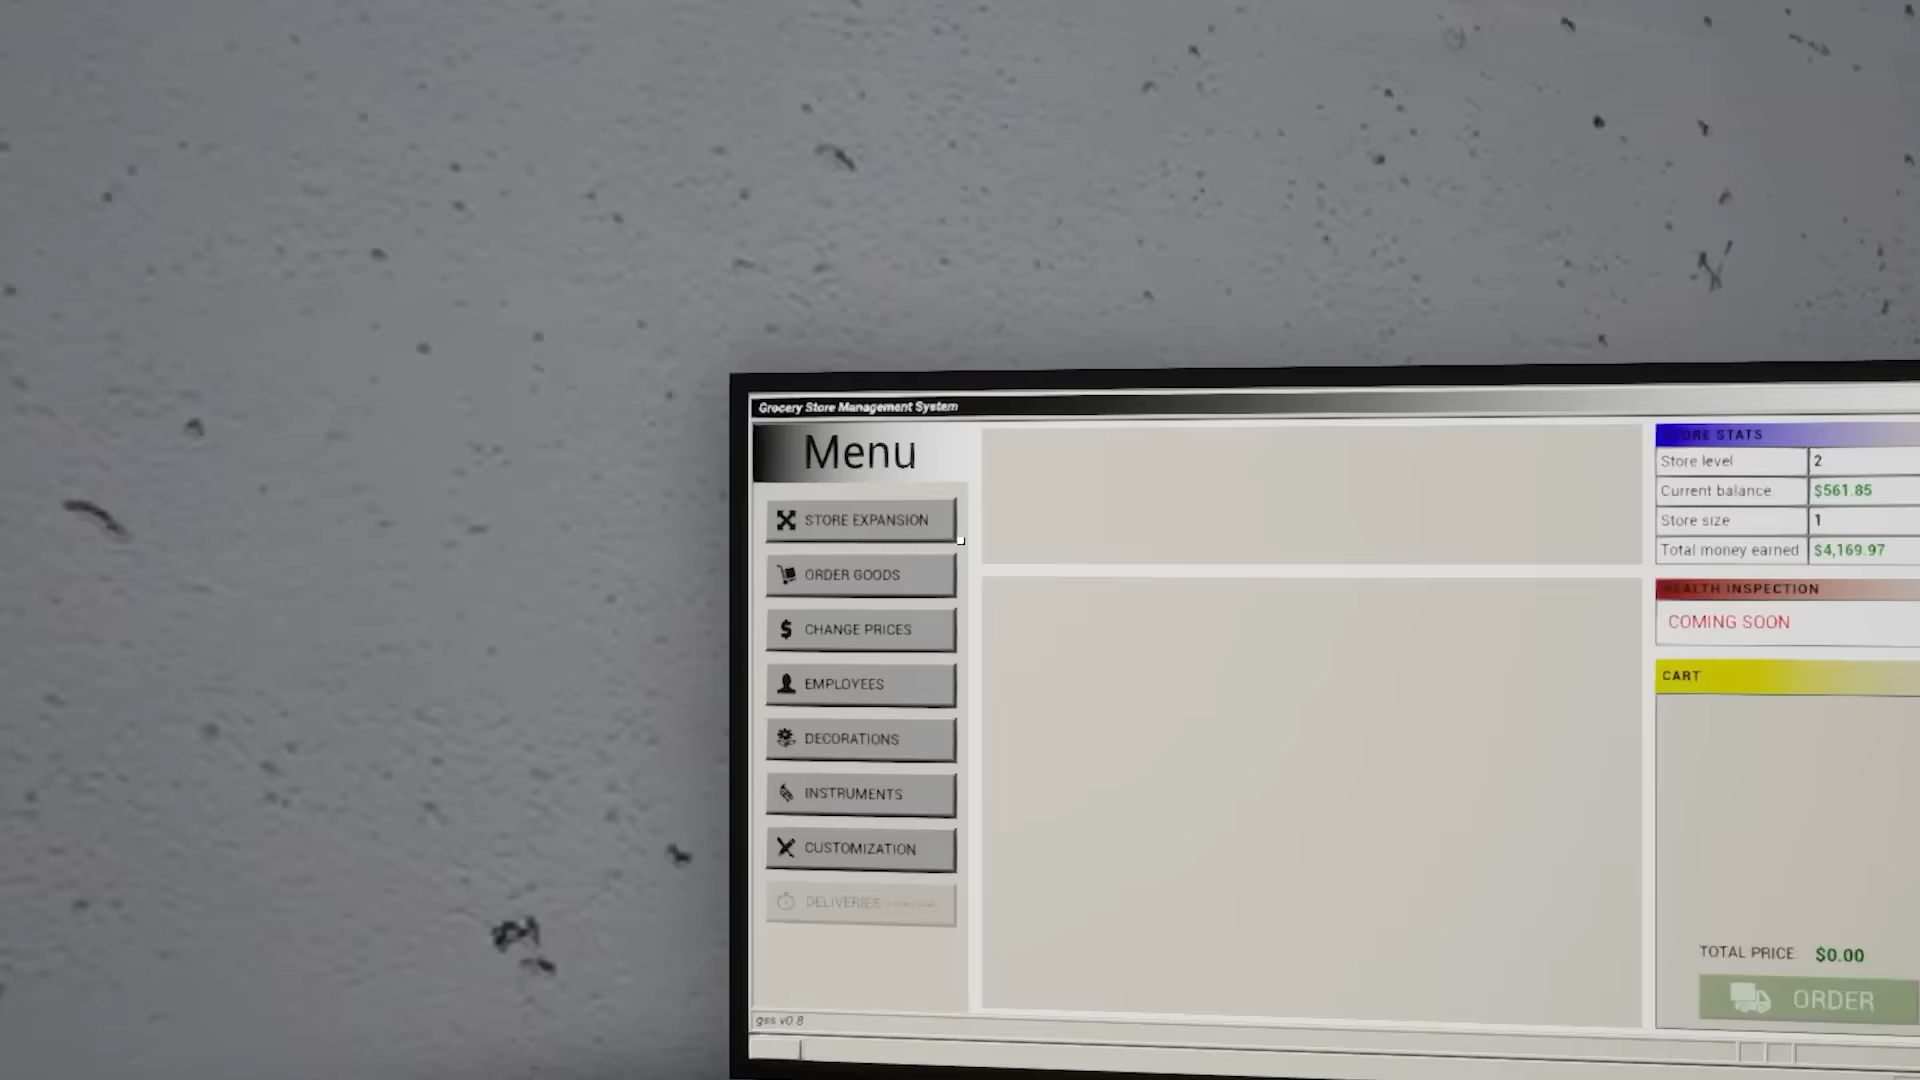 Grocery Store Management System
Menu
STORE EXPANSION
ORDER GOODS
CHANGE PRICES
EMPLOYEES
DECORATIONS
INSTRUMENTS
CUSTOMIZATION
DELIVERIES
STORE STATS
Store level 2
Current balance $561.85
Store size 1
Total money earned $4,169.97
HEALTH INSPECTION
COMING SOON
CART
TOTAL PRICE: $0.00
ORDER
gss v0.8